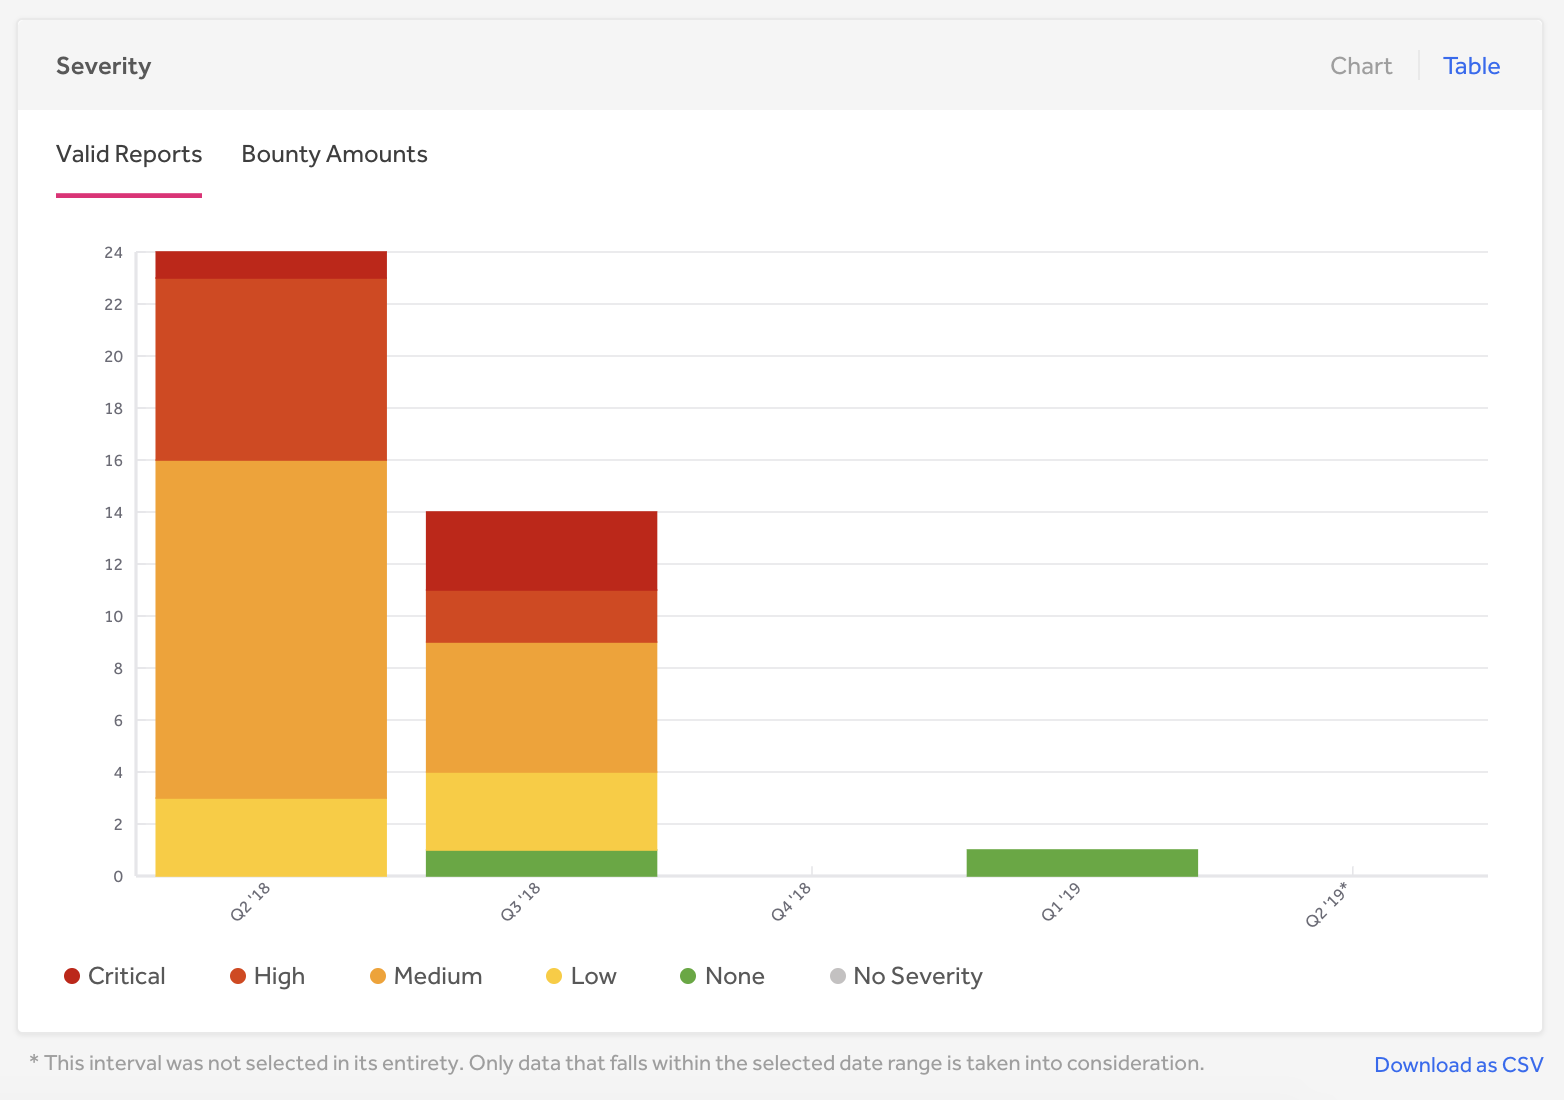 Severity
Chart
Table
Valid Reports
Bounty Amounts
24
22
20
18
16
14
12
10
8
6
4
2
0
Q2 '18
Q3 '18
Q4 '18
Q1 '19
Q2 '19*
Critical
High
Medium
Low
None
No Severity
* This interval was not selected in its entirety. Only data that falls within the selected date range is taken into consideration.
Download as CSV